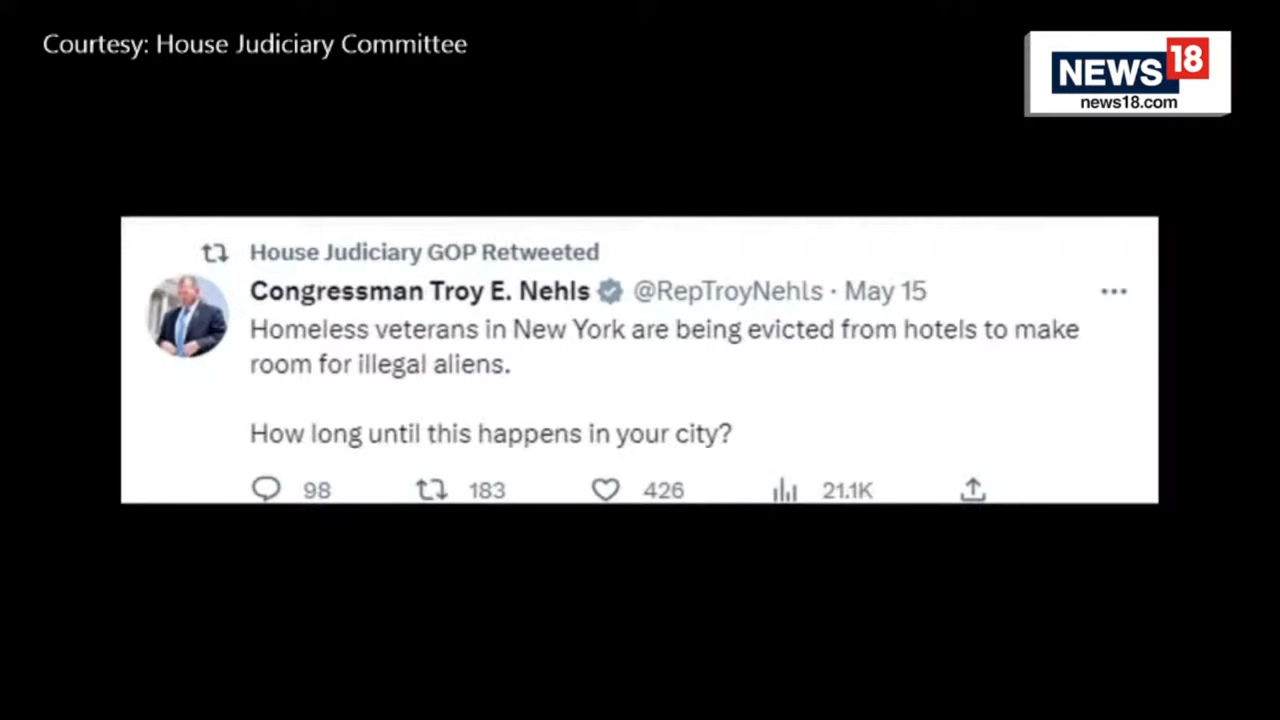 Courtesy: House Judiciary Committee
NEWS 18
news18.com
House Judiciary GOP Retweeted
Congressman Troy E. Nehls @RepTroyNehls · May 15
Homeless veterans in New York are being evicted from hotels to make
room for illegal aliens.
How long until this happens in your city?
98 183 426 21.1K